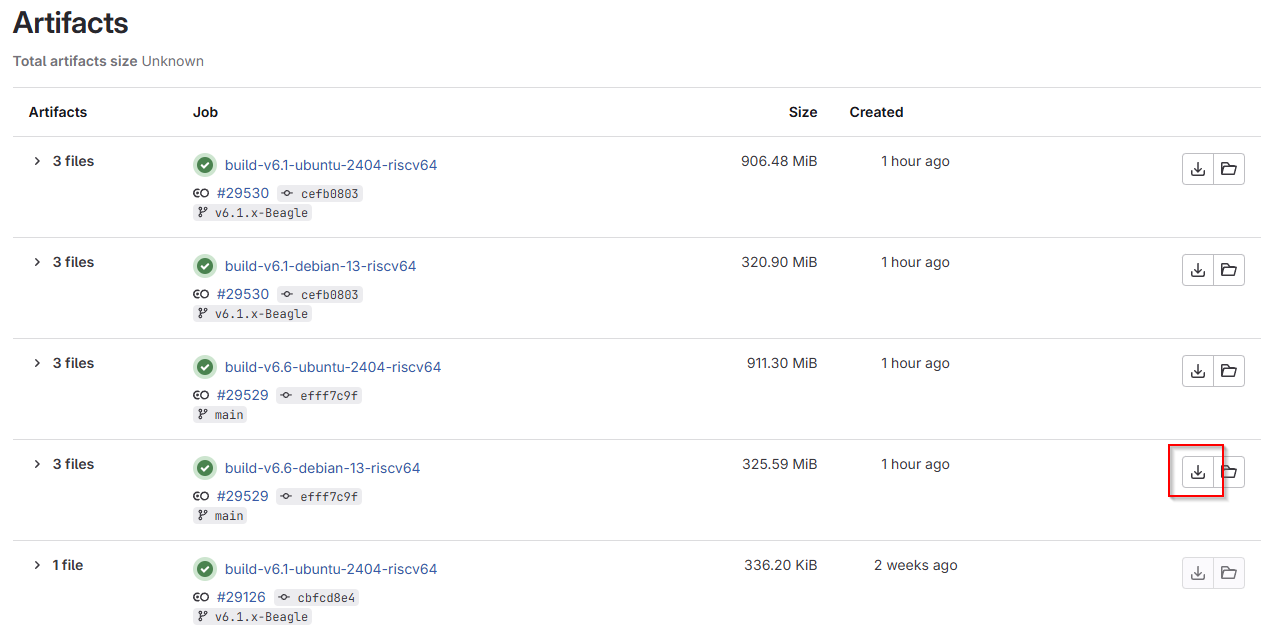 Artifacts
Total artifacts size Unknown
Artifacts Job Size Created
3 files build-v6.1-ubuntu-2404-riscv64 906.48 MiB 1 hour ago
#29530 cefb0803
v6.1.x-Beagle
3 files build-v6.1-debian-13-riscv64 320.90 MiB 1 hour ago
#29530 cefb0803
v6.1.x-Beagle
3 files build-v6.6-ubuntu-2404-riscv64 911.30 MiB 1 hour ago
#29529 efff7c9f
main
3 files build-v6.6-debian-13-riscv64 325.59 MiB 1 hour ago
#29529 efff7c9f
main
1 file build-v6.1-ubuntu-2404-riscv64 336.20 KiB 2 weeks ago
#29126 cbfcd8e4
v6.1.x-Beagle